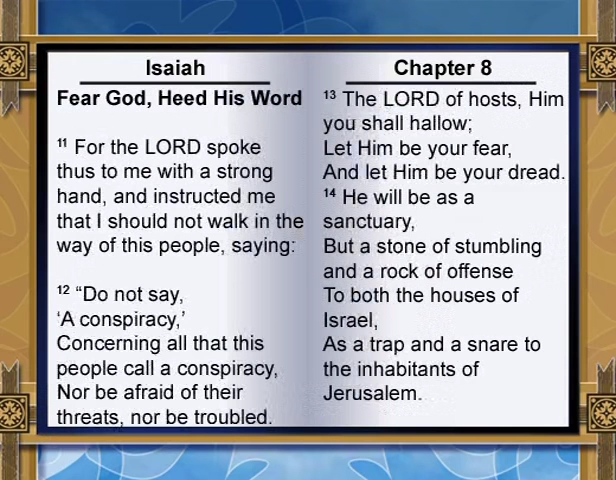 Isaiah
Fear God, Heed His Word
¹¹ For the LORD spoke
thus to me with a strong
hand, and instructed me
that I should not walk in the
way of this people, saying:
¹² “Do not say,
‘A conspiracy,’
Concerning all that this
people call a conspiracy,
Nor be afraid of their
threats, nor be troubled.
Chapter 8
¹³ The LORD of hosts, Him
you shall hallow;
Let Him be your fear,
And let Him be your dread.
¹⁴ He will be as a
sanctuary,
But a stone of stumbling
and a rock of offense
To both the houses of
Israel,
As a trap and a snare to
the inhabitants of
Jerusalem.